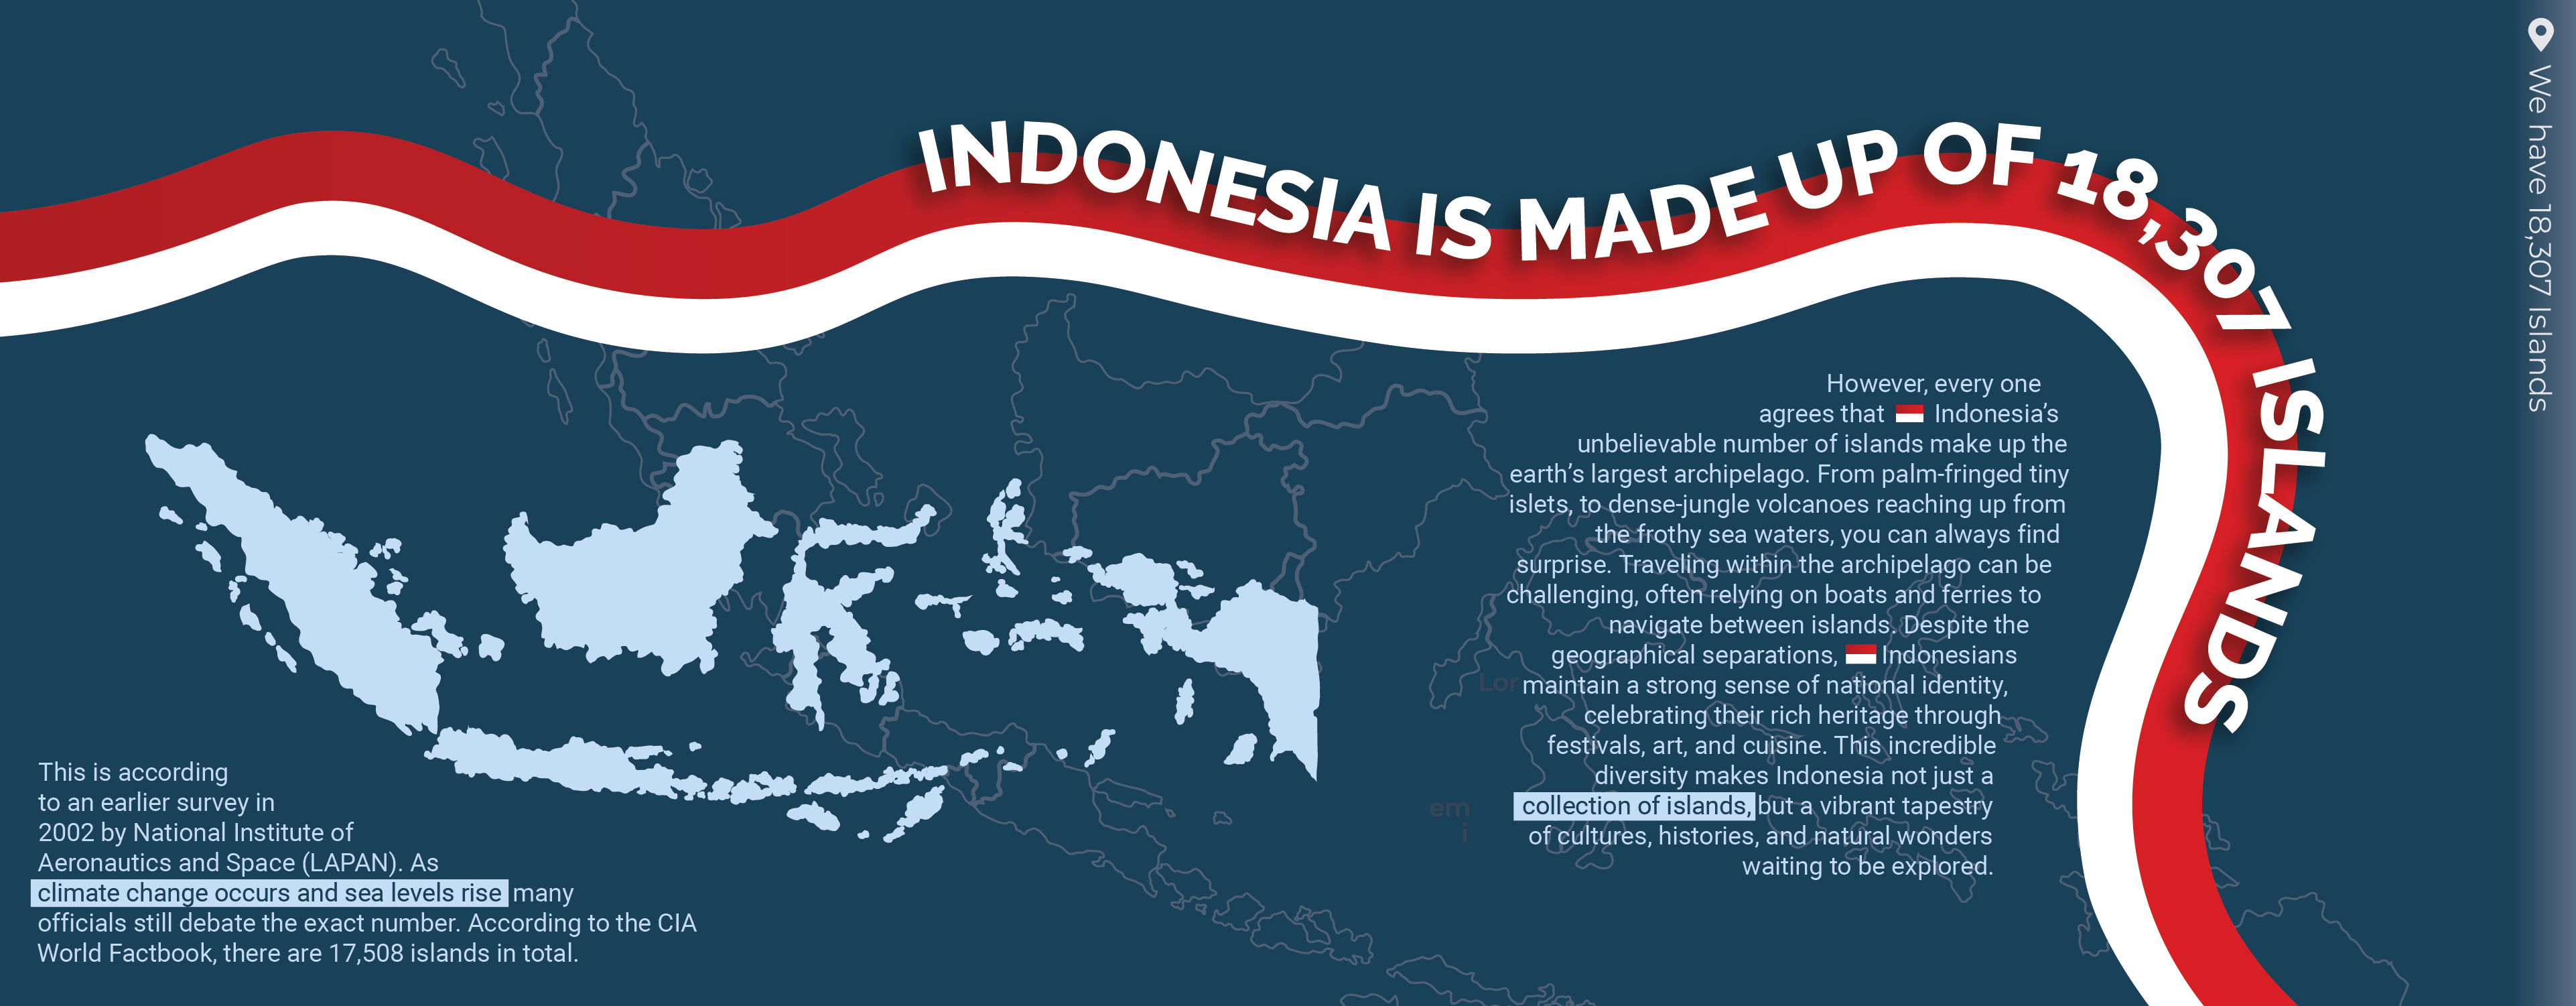 INDONESIA IS MADE UP OF 18,307 ISLANDS
We have 18,307 Islands
This is according
to an earlier survey in
2002 by National Institute of
Aeronautics and Space (LAPAN). As
climate change occurs and sea levels rise many
officials still debate the exact number. According to the CIA
World Factbook, there are 17,508 islands in total.
However, every one
agrees that Indonesia's
unbelievable number of islands make up the
earth's largest archipelago. From palm-fringed tiny
islets, to dense-jungle volcanoes reaching up from
the frothy sea waters, you can always find
surprise. Traveling within the archipelago can be
challenging, often relying on boats and ferries to
navigate between islands. Despite the
geographical separations, Indonesians
maintain a strong sense of national identity,
celebrating their rich heritage through
festivals, art, and cuisine. This incredible
diversity makes Indonesia not just a
collection of islands, but a vibrant tapestry
of cultures, histories, and natural wonders
waiting to be explored.
Lor
em
i